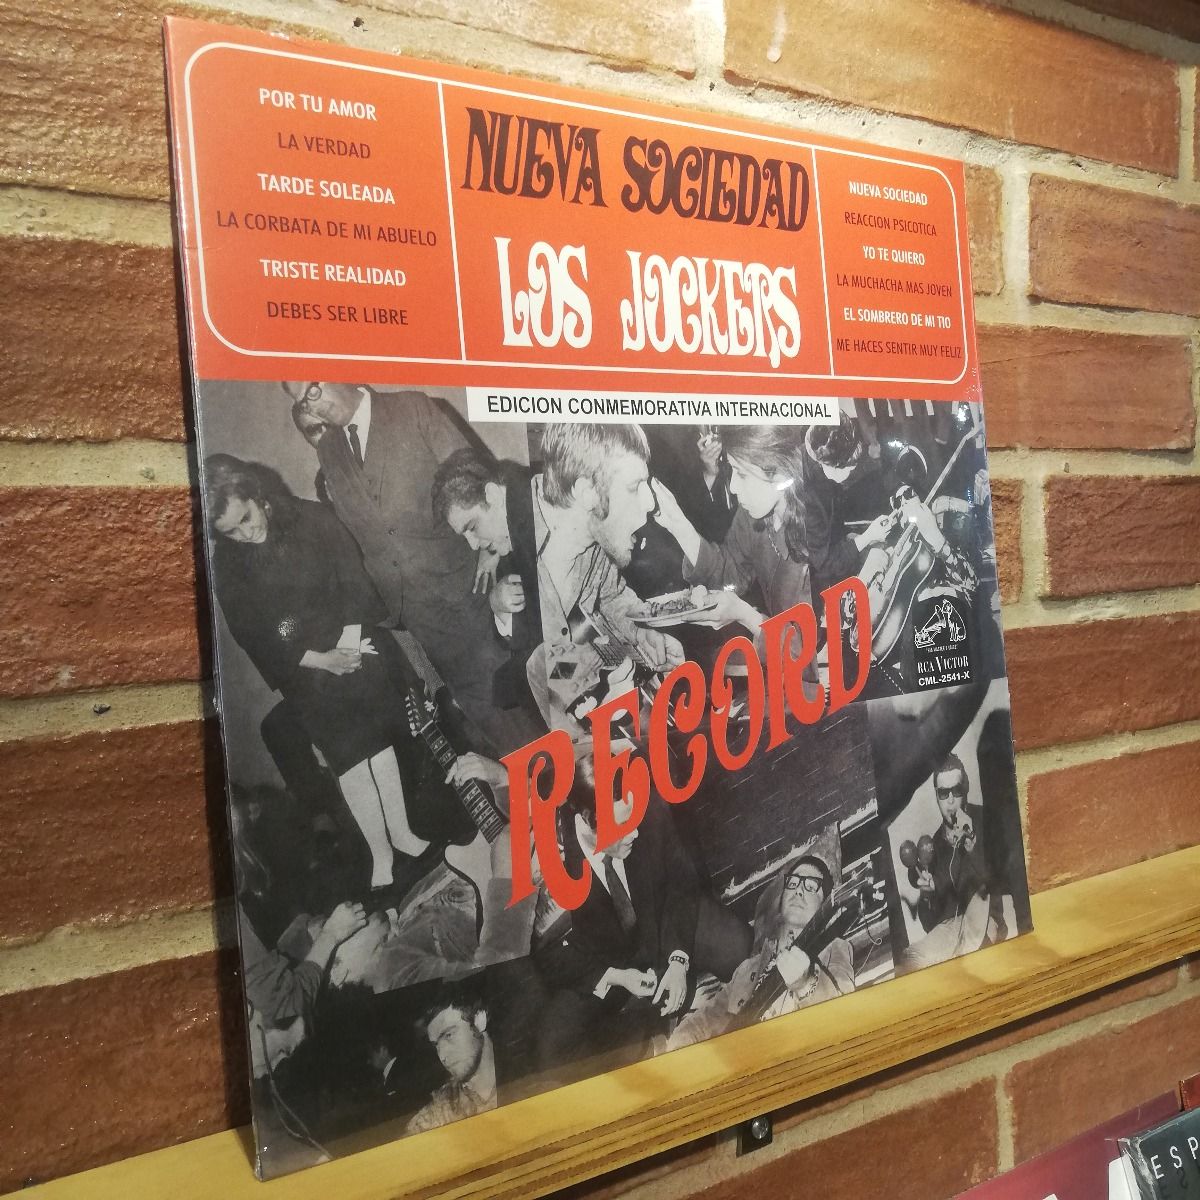 POR TU AMOR
LA VERDAD
TARDE SOLEADA
LA CORBATA DE MI ABUELO
TRISTE REALIDAD
DEBES SER LIBRE
NUEVA SOCIEDAD
LOS JOCKERS
NUEVA SOCIEDAD
REACCION PSICOTICA
YO TE QUIERO
LA MUCHACHA MAS JOVEN
EL SOMBRERO DE MI TIO
ME HACES SENTIR MUY FELIZ
EDICION CONMEMORATIVA INTERNACIONAL
RECORD
RCA VICTOR
CML-2541-X
ESP